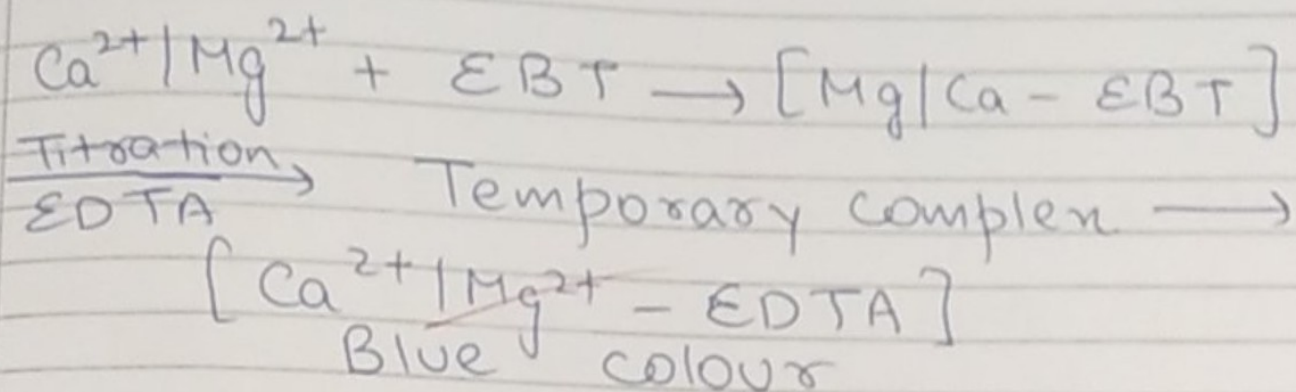 Ca²⁺/Mg²⁺ + EBT → [Mg/Ca - EBT]
Titration
EDTA → Temporary complex →
[Ca²⁺/Mg²⁺ - EDTA]
Blue colour